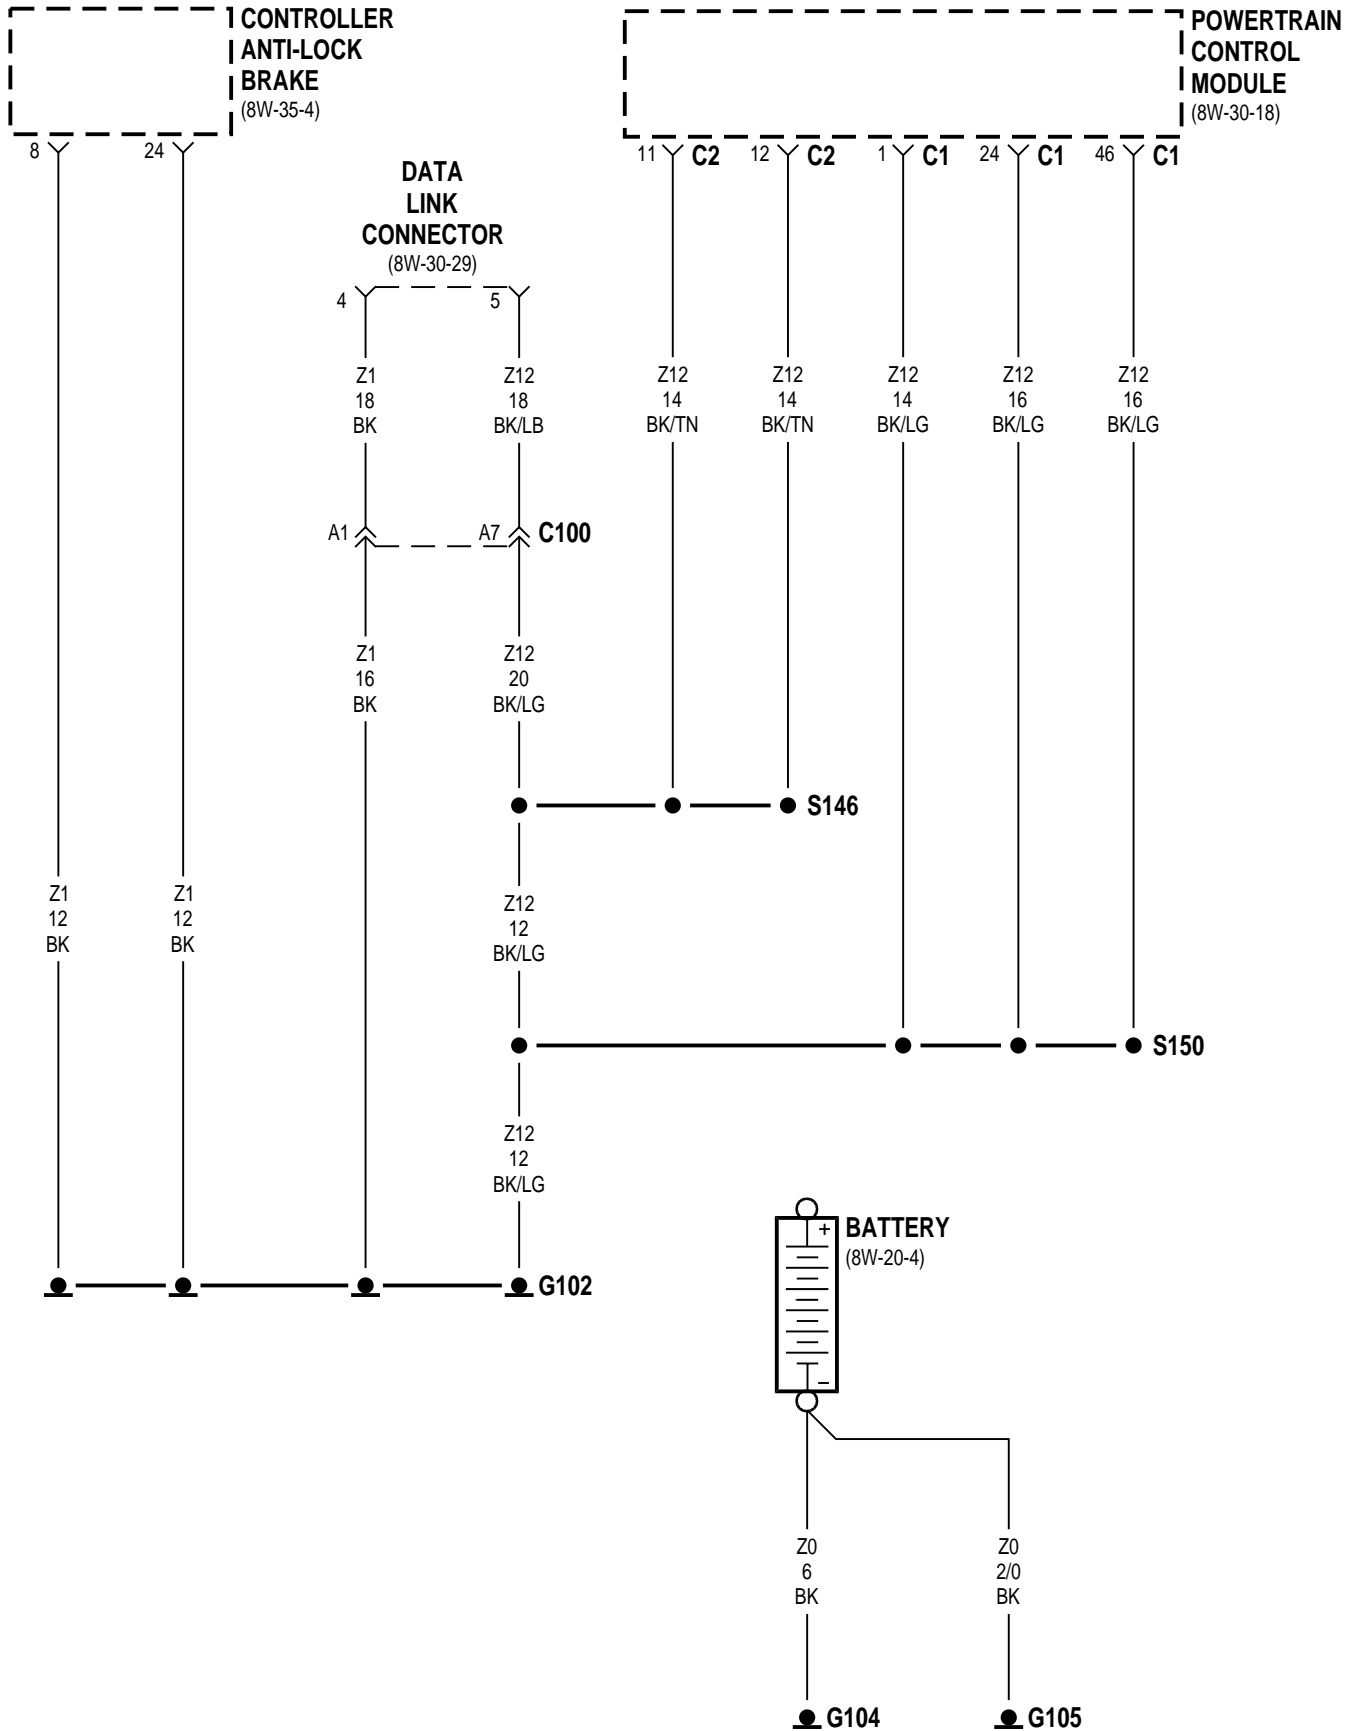 CONTROLLER
ANTI-LOCK
BRAKE
(8W-35-4)
POWERTRAIN
CONTROL
MODULE
(8W-30-18)
8
24
11
C2
12
C2
1
C1
24
C1
46
C1
DATA
LINK
CONNECTOR
(8W-30-29)
4
5
Z1
18
BK
Z12
18
BK/LB
Z12
14
BK/TN
Z12
14
BK/TN
Z12
14
BK/LG
Z12
16
BK/LG
Z12
16
BK/LG
A1
A7
C100
Z1
16
BK
Z12
20
BK/LG
S146
Z1
12
BK
Z1
12
BK
Z12
12
BK/LG
S150
Z12
12
BK/LG
G102
+
BATTERY
(8W-20-4)
–
Z0
6
BK
Z0
2/0
BK
G104
G105